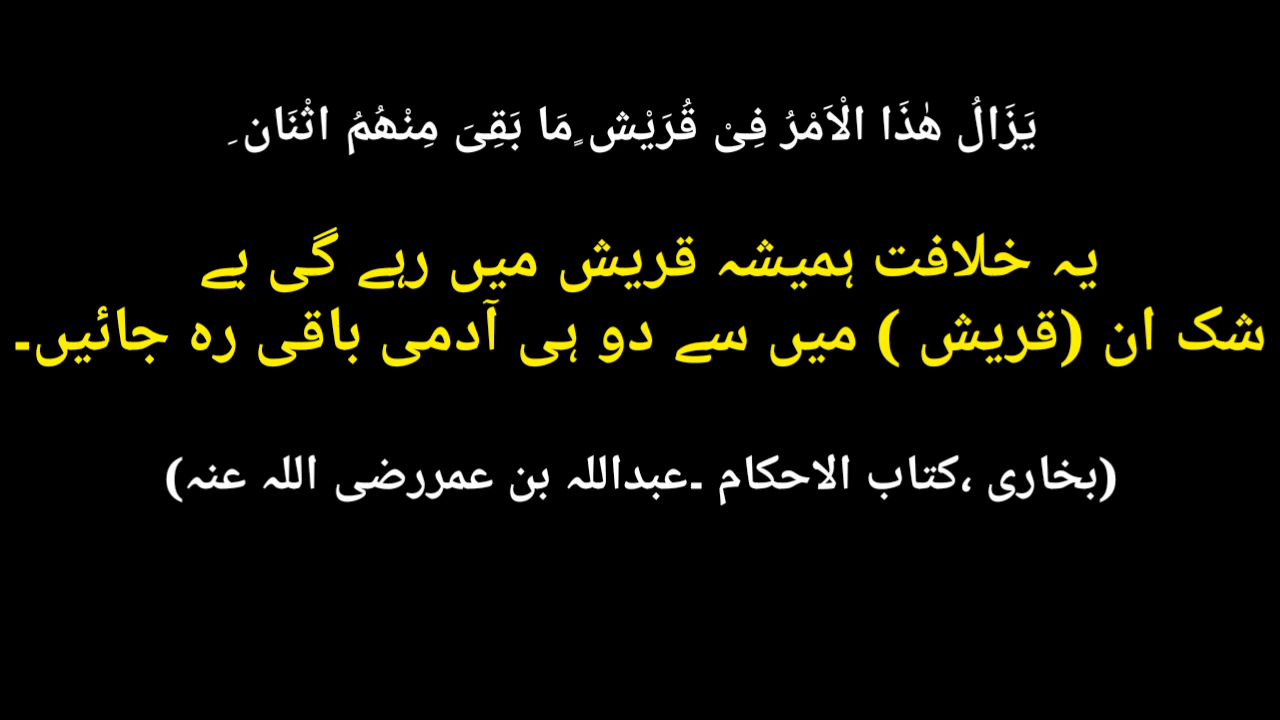 يَزَالُ هٰذَا الْاَمْرُ فِیْ قُرَيْش ٍمَا بَقِیَ مِنْهُمُ اثْنَان ِ
یہ خلافت ہمیشہ قریش میں رہے گی بے
شک ان (قریش ) میں سے دو ہی آدمی باقی رہ جائیں۔
(بخاری ،کتاب الاحکام ۔عبداللہ بن عمررضی اللہ عنہ)